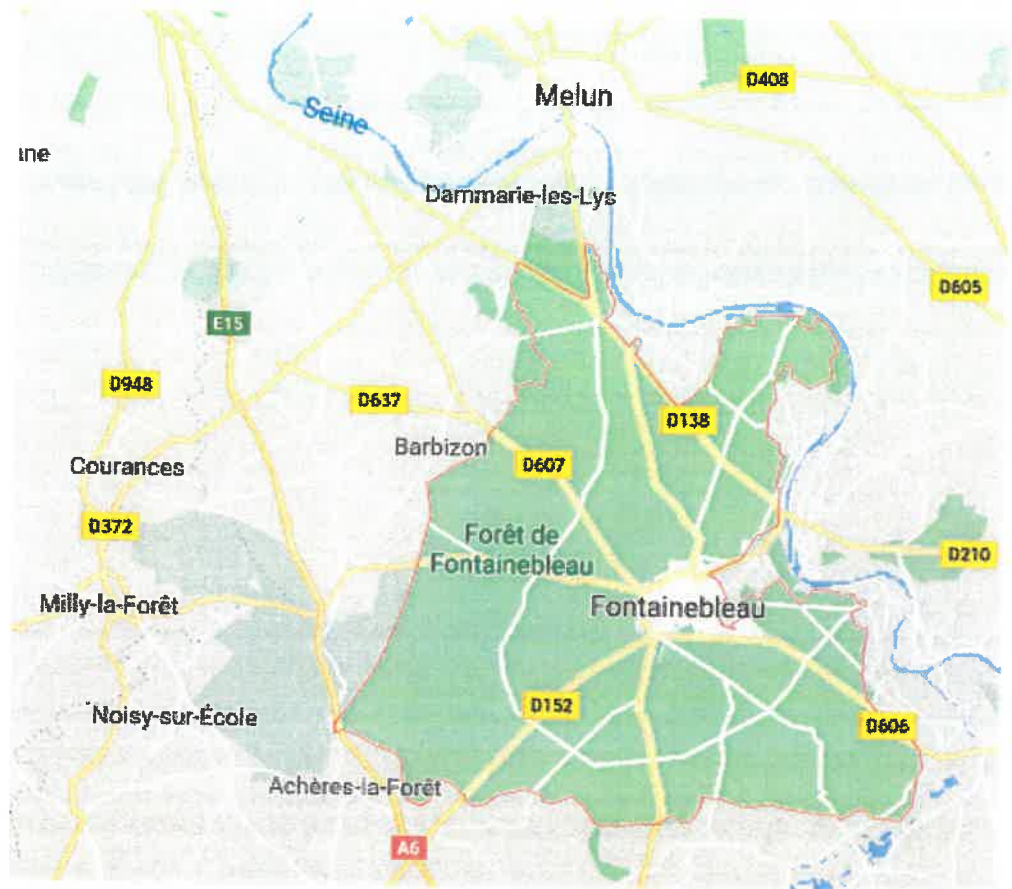 D408
Melun
Seine
ine
Dammarie-les-Lys
D605
E15
D948
D637
D138
Barbizon
D607
Courances
D372
Forêt de
Fontainebleau
D210
Milly-la-Forêt
Fontainebleau
Noisy-sur-École
D152
D606
Achères-la-Forêt
A6